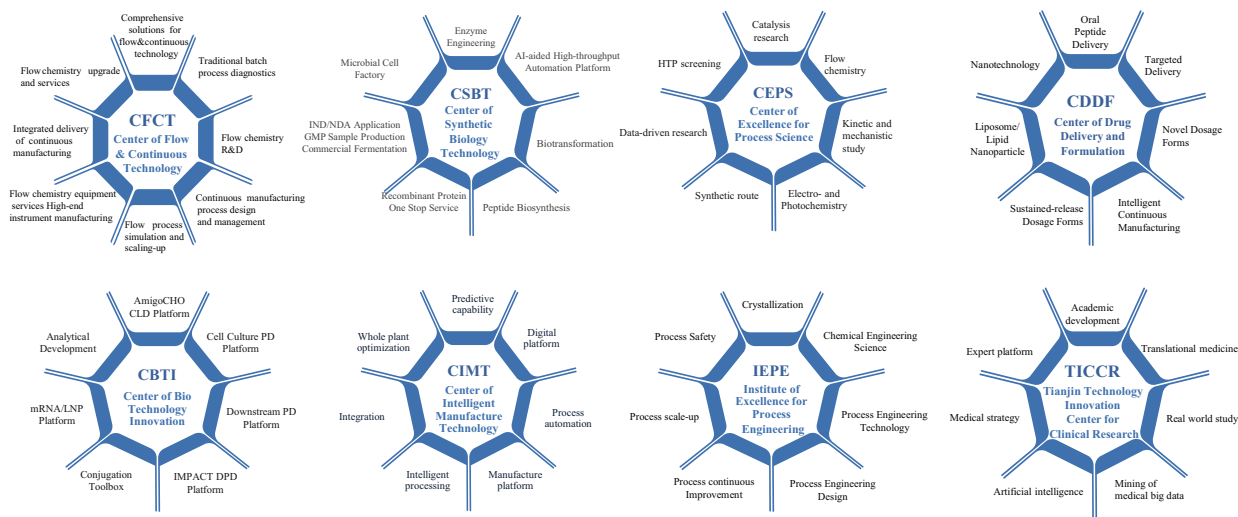 Comprehensive
solutions for
flow&continuous
technology
Traditional batch
process diagnostics
Flow chemistry
R&D
Continuous manufacturing
process design
and management
Flow process
simulation and
scaling-up
Flow chemistry equipment
services High-end
instrument manufacturing
Integrated delivery
of continuous
manufacturing
Flow chemistry upgrade
and services
CFCT
Center of Flow
& Continuous
Technology
Enzyme
Engineering
AI-aided High-throughput
Automation Platform
Biotransformation
Peptide Biosynthesis
Recombinant Protein
One Stop Service
IND/NDA Application
GMP Sample Production
Commercial Fermentation
Microbial Cell
Factory
CSBT
Center of
Synthetic
Biology
Technology
Catalysis
research
Flow
chemistry
Kinetic and
mechanistic
study
Electro- and
Photochemistry
Synthetic route
Data-driven research
HTP screening
CEPS
Center of
Excellence for
Process Science
Oral
Peptide
Delivery
Targeted
Delivery
Novel Dosage
Forms
Intelligent
Continuous
Manufacturing
Sustained-release
Dosage Forms
Liposome/
Lipid
Nanoparticle
Nanotechnology
CDDF
Center of Drug
Delivery and
Formulation
AmigoCHO
CLD Platform
Cell Culture PD
Platform
Downstream PD
Platform
IMPACT DPD
Platform
Conjugation
Toolbox
mRNA/LNP
Platform
Analytical
Development
CBTI
Center of Bio
Technology
Innovation
Predictive
capability
Digital
platform
Process
automation
Manufacture
platform
Intelligent
processing
Integration
Whole plant
optimization
CIMT
Center of
Intelligent
Manufacture
Technology
Crystallization
Chemical Engineering
Science
Process Engineering
Technology
Process Engineering
Design
Process continuous
Improvement
Process scale-up
Process Safety
IEPE
Institute of
Excellence for
Process
Engineering
Academic
development
Translational medicine
Real world study
Mining of
medical big data
Artificial intelligence
Medical strategy
Expert platform
TICCR
Tianjin Technology
Innovation
Center for
Clinical Research